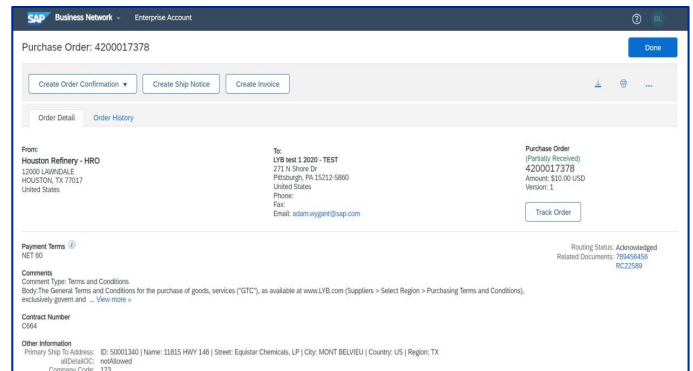 SAP Business Network Enterprise Account
Purchase Order: 4200017378
Done
Create Order Confirmation Create Ship Notice Create Invoice
...
Order Detail Order History
From:
Houston Refinery - HRO
12000 LAWNDALE
HOUSTON, TX 77017
United States
To:
LYB test 1 2020 - TEST
271 N Shore Dr
Pittsburgh, PA 15212-5860
United States
Phone:
Fax:
Email: adam.wygant@sap.com
Purchase Order
(Partially Received)
4200017378
Amount: $10.00 USD
Version: 1
Track Order
Payment Terms
NET 60
Routing Status: Acknowledged
Related Documents: 789456456
RC22589
Comments
Comment Type: Terms and Conditions
Body:The General Terms and Conditions for the purchase of goods, services ("GTC"), as available at www.LYB.com (Suppliers > Select Region > Purchasing Terms and Conditions),
exclusively govern and ... View more »
Contract Number
C664
Other Information
Primary Ship To Address: ID: 50001340 | Name: 11815 HWY 146 | Street: Equistar Chemicals, LP | City: MONT BELVIEU | Country: US | Region: TX
allDetailOC: notAllowed
Company Code: 123